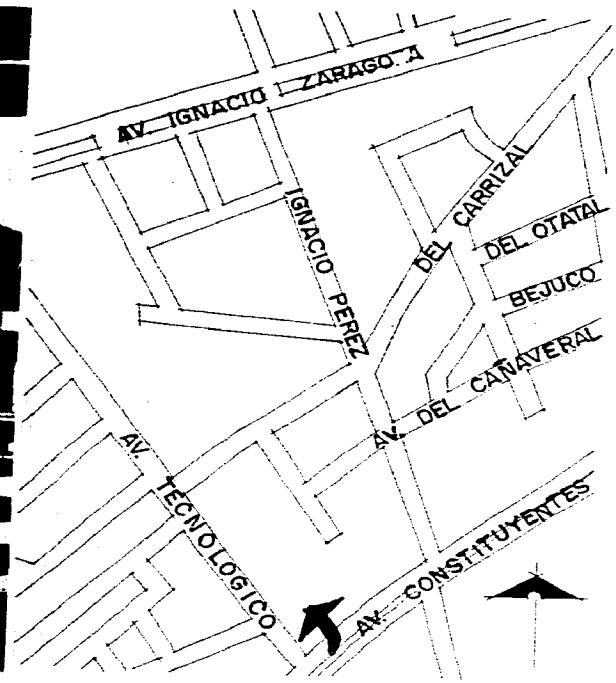 AV. IGNACIO ZARAGO A
IGNACIO PEREZ
DEL CARRIZAL
DEL OTATAL
BEJUCO
AV. DEL CAÑAVERAL
AV. TECNOLOGICO
AV. CONSTITUYENTES